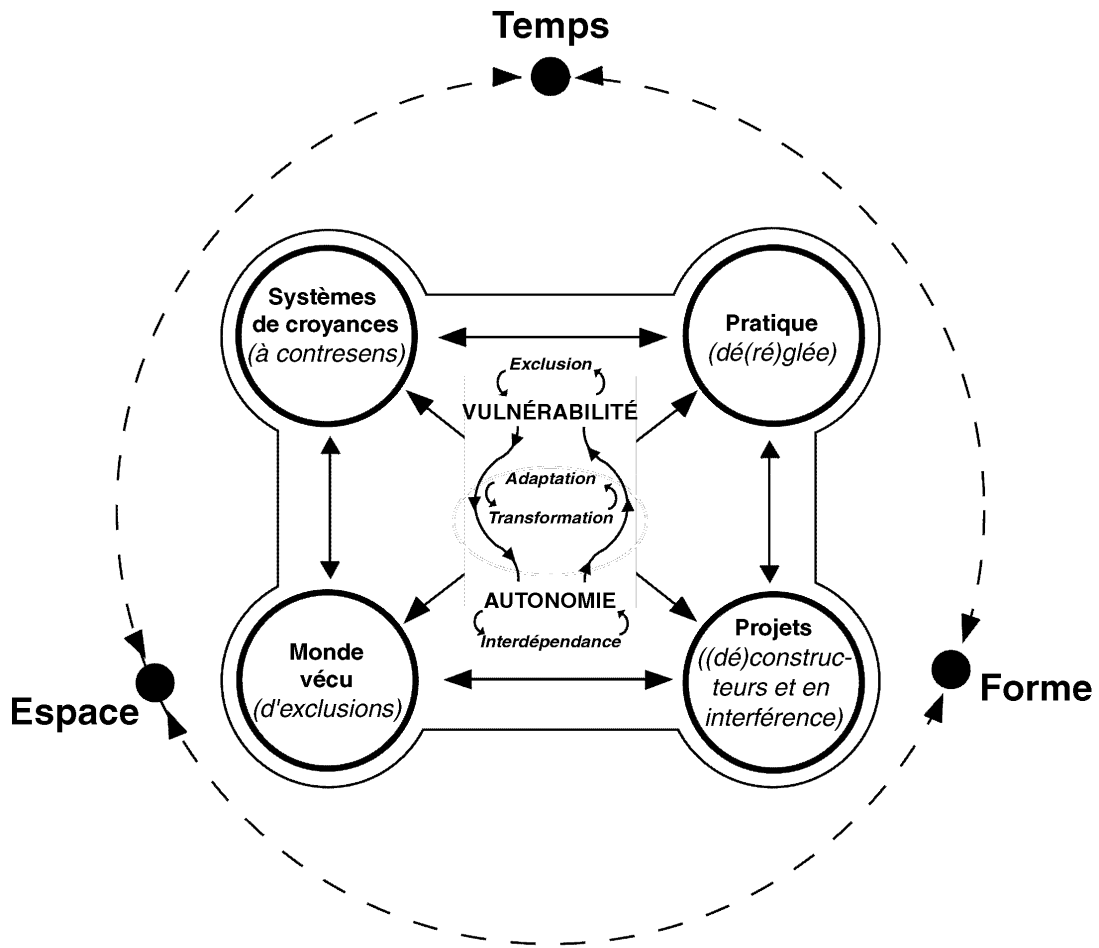 Temps
Systèmes
de croyances
(à contresens)
Pratique
(dé(ré)glée)
Exclusion
VULNÉRABILITÉ
Adaptation
Transformation
AUTONOMIE
Interdépendance
Monde
vécu
(d'exclusions)
Projets
((dé)construc-
teurs et en
interférence)
Espace
Forme